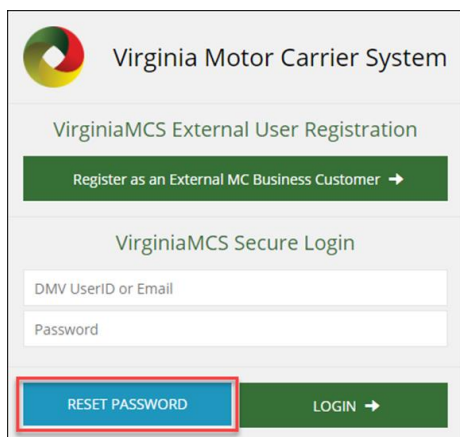 Virginia Motor Carrier System
VirginiaMCS External User Registration
Register as an External MC Business Customer →
VirginiaMCS Secure Login
DMV UserID or Email
Password
RESET PASSWORD
LOGIN →